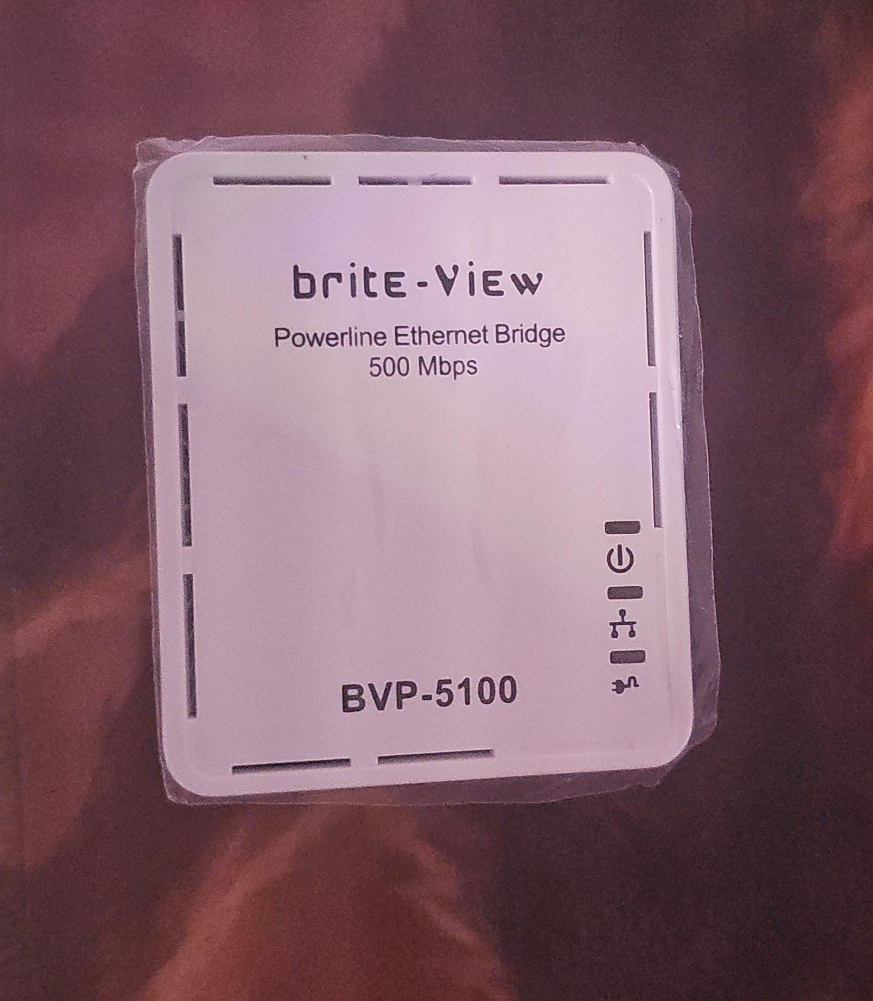 britE-ViEw
Powerline Ethernet Bridge
500 Mbps
BVP-5100